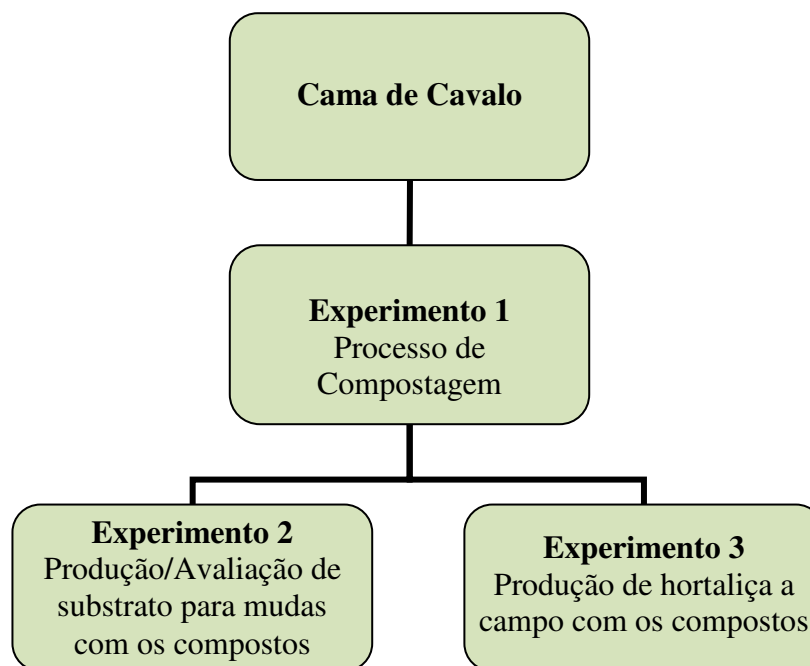 Cama de Cavalo
Experimento 1
Processo de
Compostagem
Experimento 2
Produção/Avaliação de
substrato para mudas
com os compostos
Experimento 3
Produção de hortaliça a
campo com os compostos